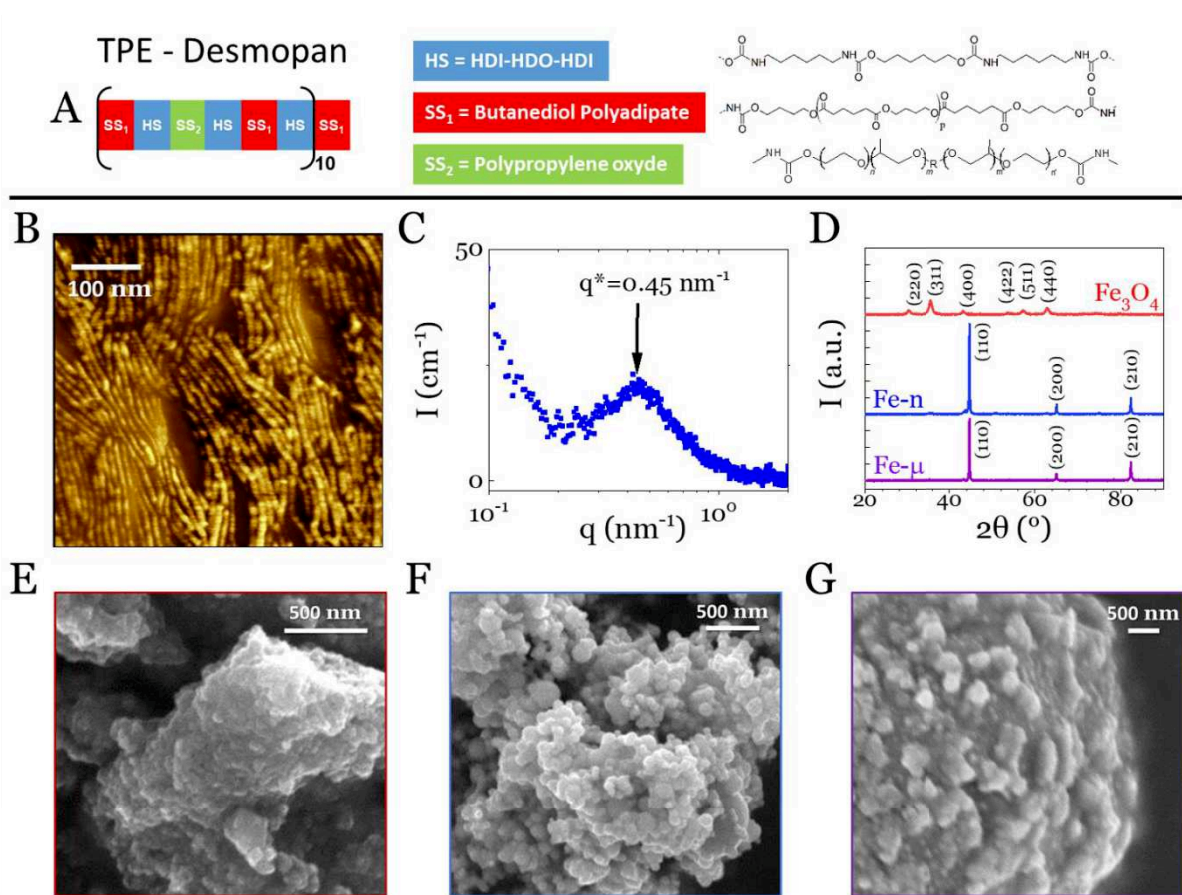 TPE - Desmopan
A
SS₁ HS SS₂ HS SS₁ HS SS₁
10
HS = HDI-HDO-HDI
SS₁ = Butanediol Polyadipate
SS₂ = Polypropylene oxyde
B
100 nm
C
50
q*=0.45 nm⁻¹
I (cm⁻¹)
0
10⁻¹ 10⁰
q (nm⁻¹)
D
(220) (311) (400) (422) (511) (440)
Fe₃O₄
(110) (200) (210)
Fe-n
(110) (200) (210)
Fe-μ
I (a.u.)
20 40 60 80
2θ (°)
E
500 nm
F
500 nm
G
500 nm